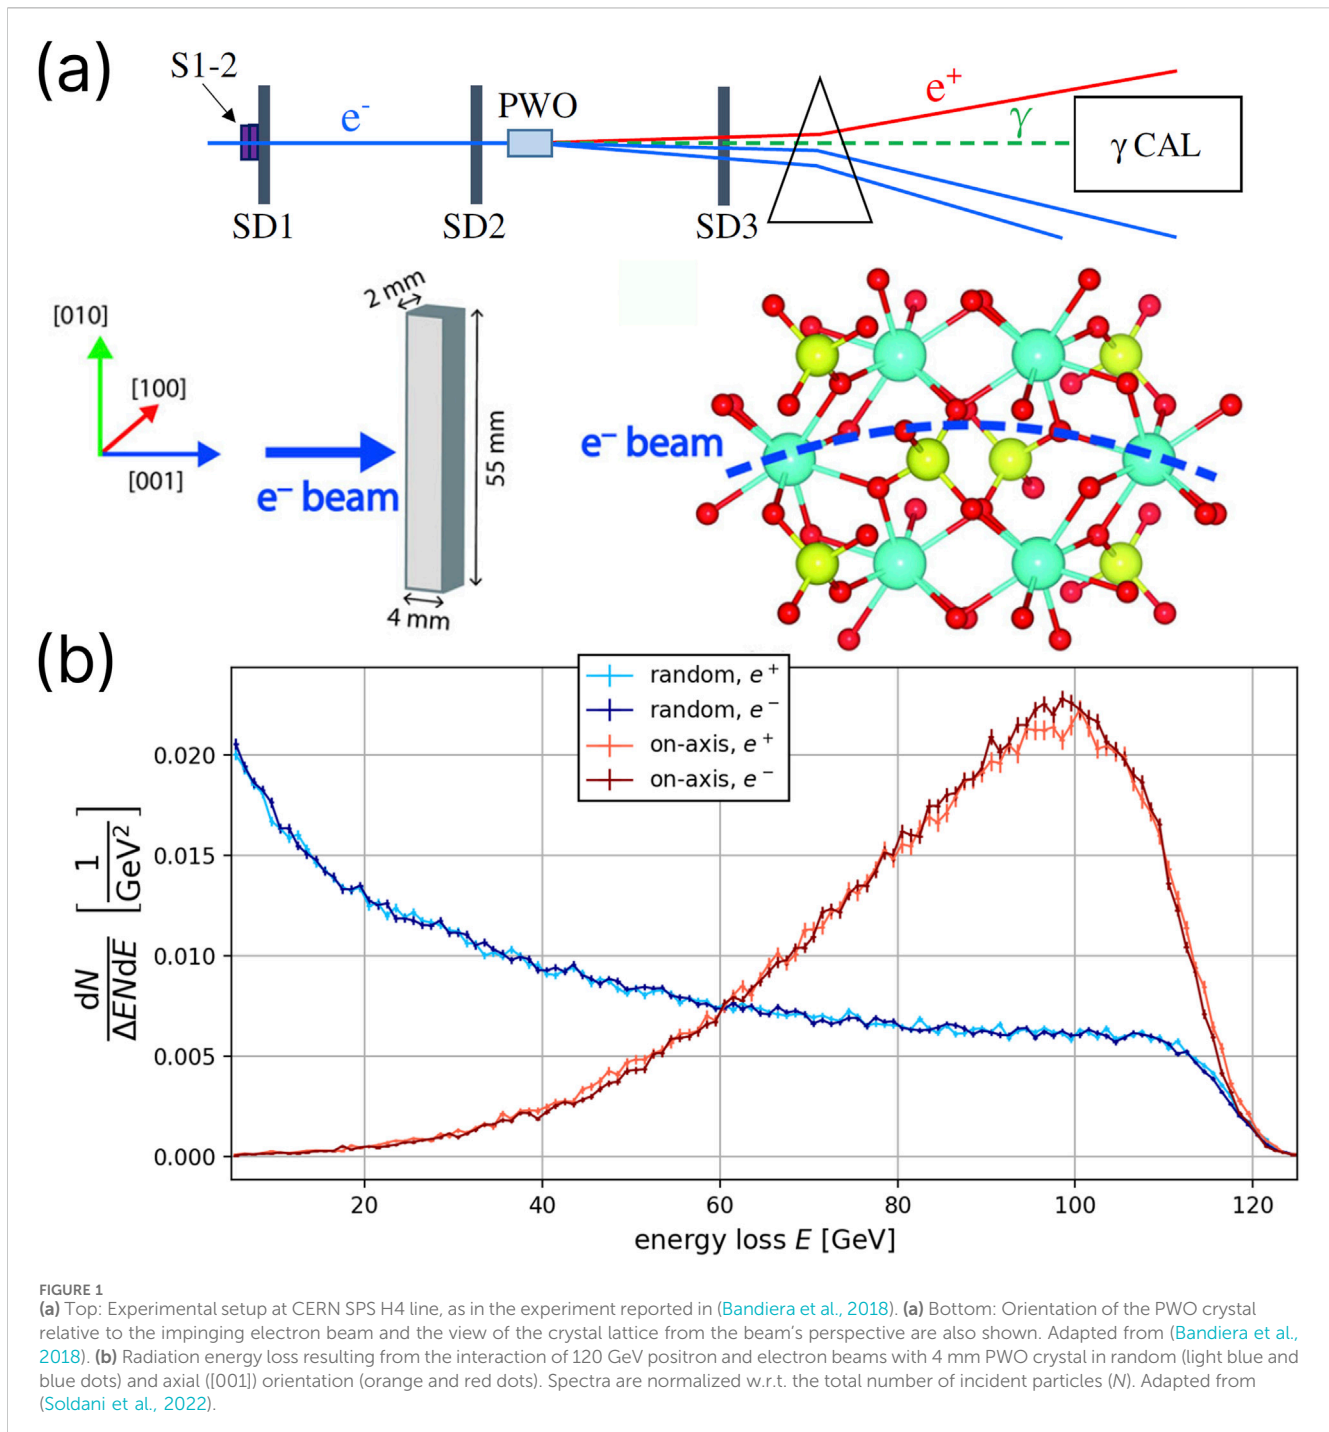 (a)
S1-2
e-
PWO
e+
γ
γ CAL
SD1
SD2
SD3
2 mm
[010]
[100]
[001]
e− beam
55 mm
4 mm
e− beam
(b)
random, e+
random, e−
on-axis, e+
on-axis, e−
dN
ΔENdE
[1
GeV2]
0.020
0.015
0.010
0.005
0.000
20 40 60 80 100 120
energy loss E [GeV]
FIGURE 1
(a) Top: Experimental setup at CERN SPS H4 line, as in the experiment reported in (Bandiera et al., 2018). (a) Bottom: Orientation of the PWO crystal
relative to the impinging electron beam and the view of the crystal lattice from the beam's perspective are also shown. Adapted from (Bandiera et al.,
2018). (b) Radiation energy loss resulting from the interaction of 120 GeV positron and electron beams with 4 mm PWO crystal in random (light blue and
blue dots) and axial ([001]) orientation (orange and red dots). Spectra are normalized w.r.t. the total number of incident particles (N). Adapted from
(Soldani et al., 2022).